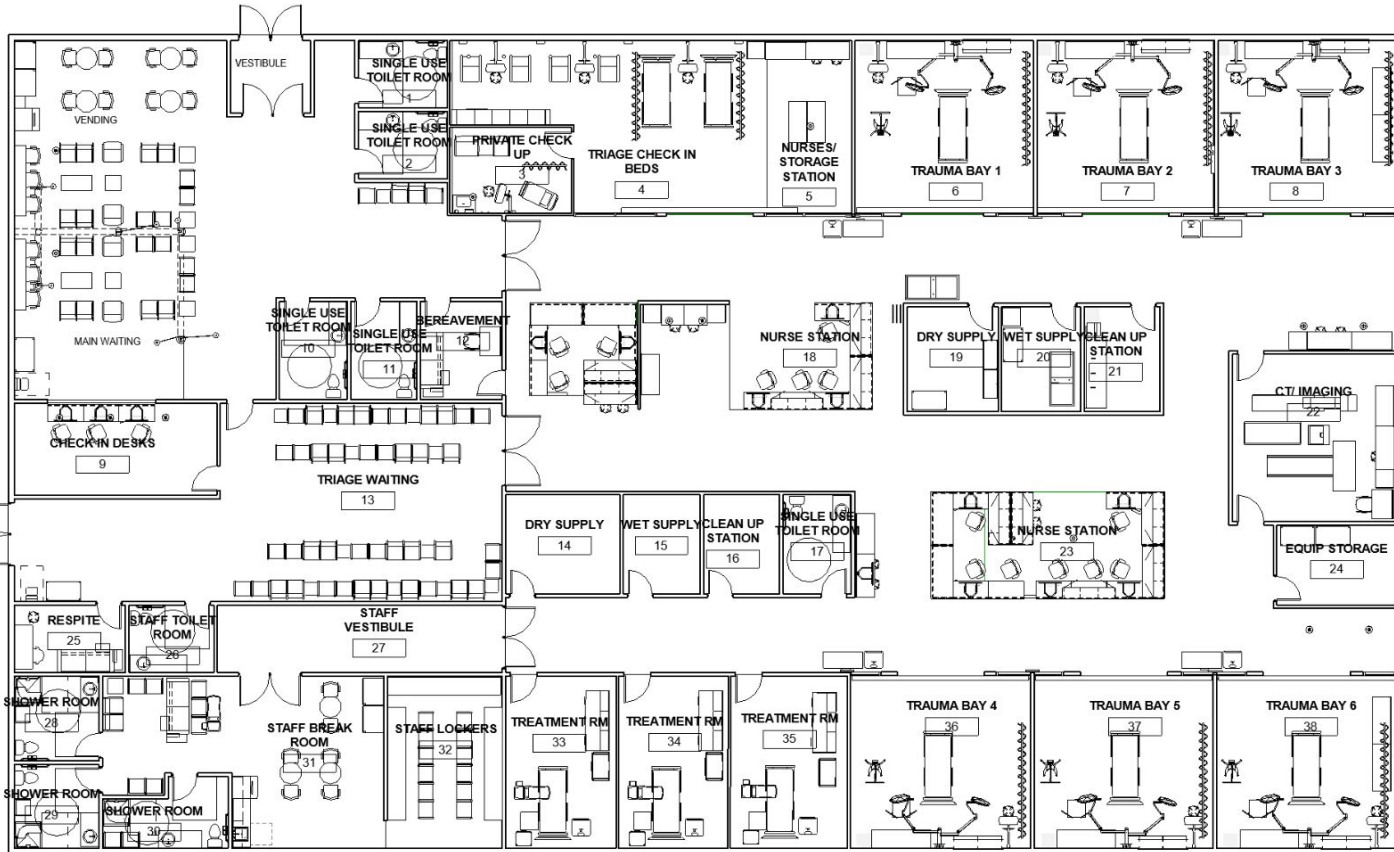 VESTIBULE
VENDING
MAIN WAITING
SINGLE USE
TOILET ROOM
1
SINGLE USE
TOILET ROOM
2
PRIVATE CHECK
UP
3
TRIAGE CHECK IN
BEDS
4
NURSES/
STORAGE
STATION
5
TRAUMA BAY 1
6
TRAUMA BAY 2
7
TRAUMA BAY 3
8
CHECK IN DESKS
9
SINGLE USE
TOILET ROOM
10
SINGLE USE
TOILET ROOM
11
BEREAVEMENT
12
TRIAGE WAITING
13
NURSE STATION
18
DRY SUPPLY
19
WET SUPPLY
20
CLEAN UP
STATION
21
CT/ IMAGING
22
DRY SUPPLY
14
WET SUPPLY
15
CLEAN UP
STATION
16
SINGLE USE
TOILET ROOM
17
NURSE STATION
23
EQUIP STORAGE
24
RESPITE
25
STAFF TOILET
ROOM
26
STAFF
VESTIBULE
27
SHOWER ROOM
28
SHOWER ROOM
29
SHOWER ROOM
30
STAFF BREAK
ROOM
31
STAFF LOCKERS
32
TREATMENT RM
33
TREATMENT RM
34
TREATMENT RM
35
TRAUMA BAY 4
36
TRAUMA BAY 5
37
TRAUMA BAY 6
38